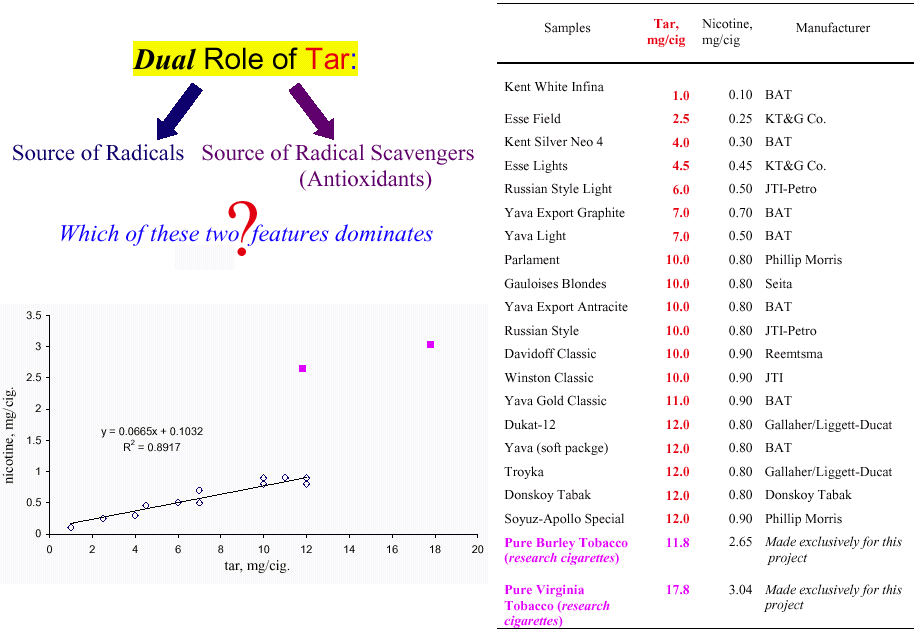 Dual Role of Tar:
Source of Radicals
Source of Radical Scavengers
(Antioxidants)
Which of these two features dominates
?
3.5
3
2.5
2
1.5
1
0.5
0
nicotine, mg/cig.
y = 0.0665x + 0.1032
R2 = 0.8917
0 2 4 6 8 10 12 14 16 18 20
tar, mg/cig.
Samples Tar, mg/cig Nicotine, mg/cig Manufacturer
Kent White Infina 1.0 0.10 BAT
Esse Field 2.5 0.25 KT&G Co.
Kent Silver Neo 4 4.0 0.30 BAT
Esse Lights 4.5 0.45 KT&G Co.
Russian Style Light 6.0 0.50 JTI-Petro
Yava Export Graphite 7.0 0.70 BAT
Yava Light 7.0 0.50 BAT
Parlament 10.0 0.80 Phillip Morris
Gauloises Blondes 10.0 0.80 Seita
Yava Export Antracite 10.0 0.80 BAT
Russian Style 10.0 0.80 JTI-Petro
Davidoff Classic 10.0 0.90 Reemtsma
Winston Classic 10.0 0.90 JTI
Yava Gold Classic 11.0 0.90 BAT
Dukat-12 12.0 0.80 Gallaher/Liggett-Ducat
Yava (soft packge) 12.0 0.80 BAT
Troyka 12.0 0.80 Gallaher/Liggett-Ducat
Donskoy Tabak 12.0 0.80 Donskoy Tabak
Soyuz-Apollo Special 12.0 0.90 Phillip Morris
Pure Burley Tobacco 11.8 2.65 Made exclusively for this
(research cigarettes) project
Pure Virginia 17.8 3.04 Made exclusively for this
Tobacco (research project
cigarettes)